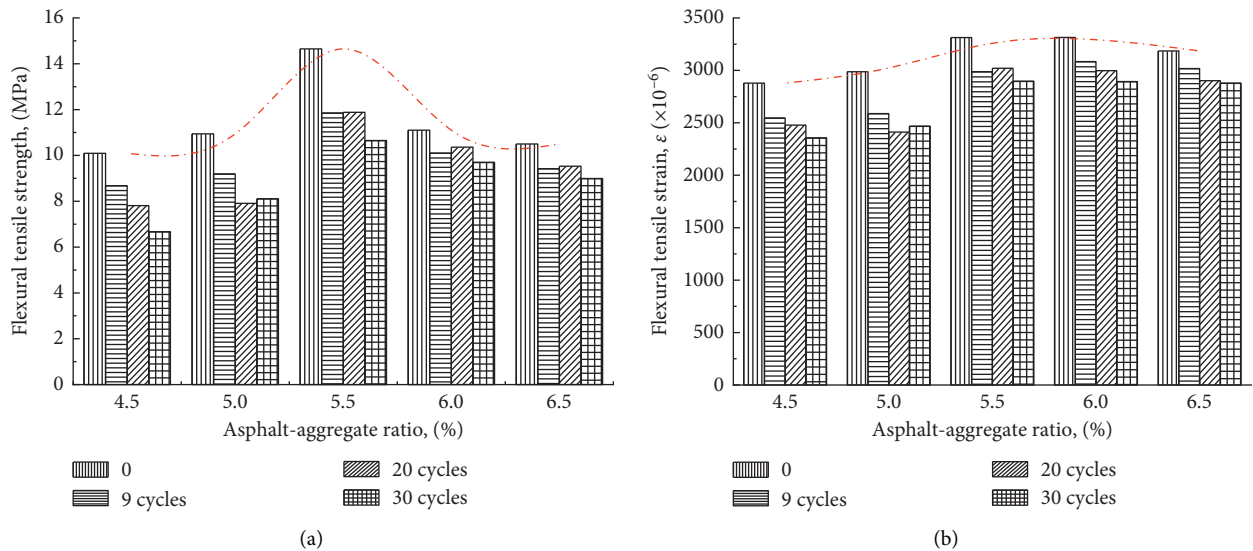 16
14
12
10
8
6
4
2
0
Flexural tensile strength, (MPa)
4.5 5.0 5.5 6.0 6.5
Asphalt-aggregate ratio, (%)
0 20 cycles
9 cycles 30 cycles
(a)
3500
3000
2500
2000
1500
1000
500
0
Flexural tensile strain, ε (×10⁻⁶)
4.5 5.0 5.5 6.0 6.5
Asphalt-aggregate ratio, (%)
0 20 cycles
9 cycles 30 cycles
(b)